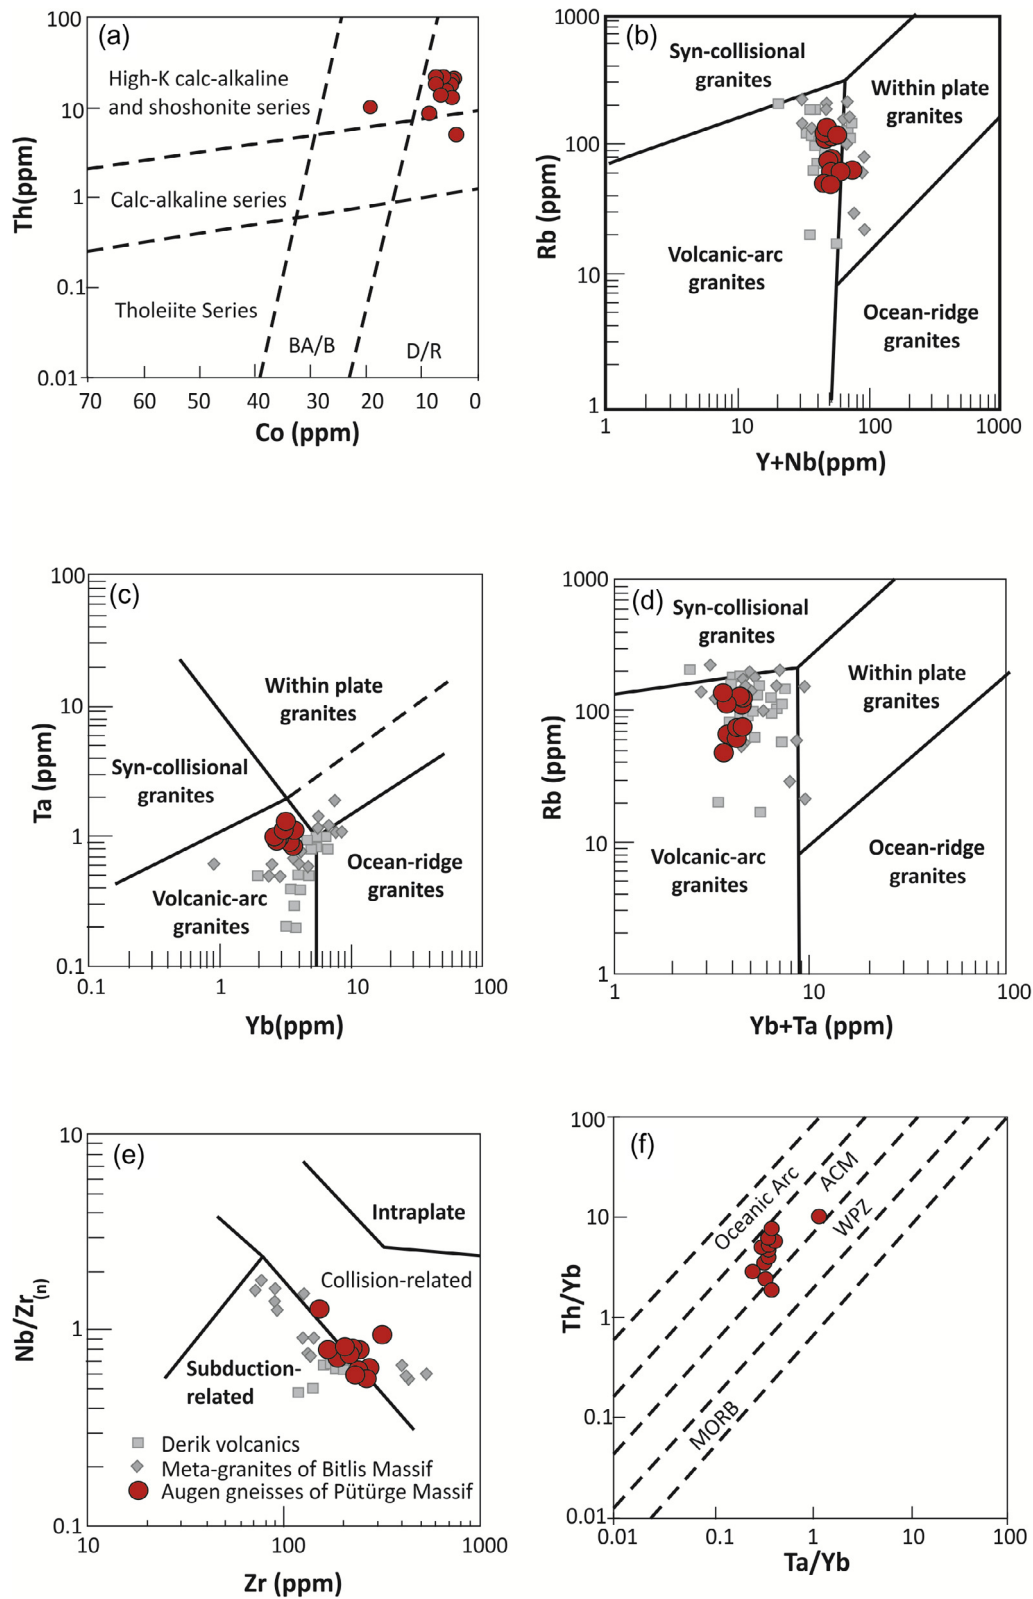 (a)
100
10
1
0.1
0.01
Th(ppm)
High-K calc-alkaline
and shoshonite series
Calc-alkaline series
Tholeiite Series
BA/B
D/R
70 60 50 40 30 20 10 0
Co (ppm)
(b)
1000
100
10
1
Rb (ppm)
Syn-collisional
granites
Within plate
granites
Volcanic-arc
granites
Ocean-ridge
granites
1 10 100 1000
Y+Nb(ppm)
(c)
100
10
1
0.1
Ta (ppm)
Within plate
granites
Syn-collisional
granites
Volcanic-arc
granites
Ocean-ridge
granites
0.1 1 10 100
Yb(ppm)
(d)
1000
100
10
1
Rb (ppm)
Syn-collisional
granites
Within plate
granites
Volcanic-arc
granites
Ocean-ridge
granites
1 10 100
Yb+Ta (ppm)
(e)
10
1
0.1
Nb/Zr(n)
Intraplate
Collision-related
Subduction-
related
Derik volcanics
Meta-granites of Bitlis Massif
Augen gneisses of Pütürge Massif
10 100 1000
Zr (ppm)
(f)
100
10
1
0.1
0.01
Th/Yb
Oceanic Arc
ACM
WPZ
MORB
0.01 0.1 1 10 100
Ta/Yb